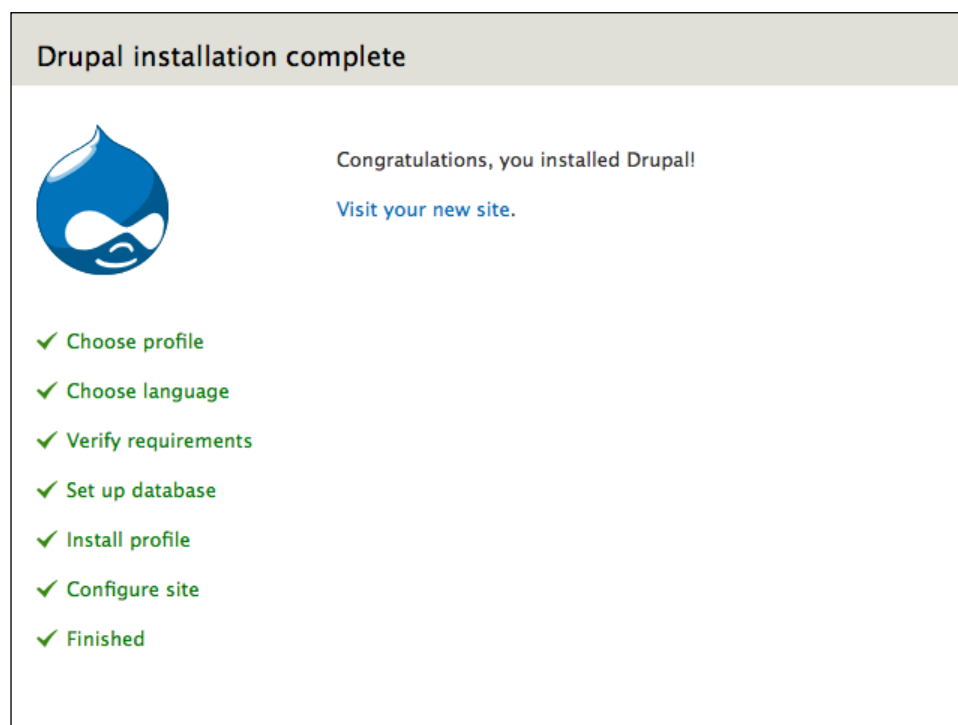 Drupal installation complete
Congratulations, you installed Drupal!
Visit your new site.
Choose profile
Choose language
Verify requirements
Set up database
Install profile
Configure site
Finished